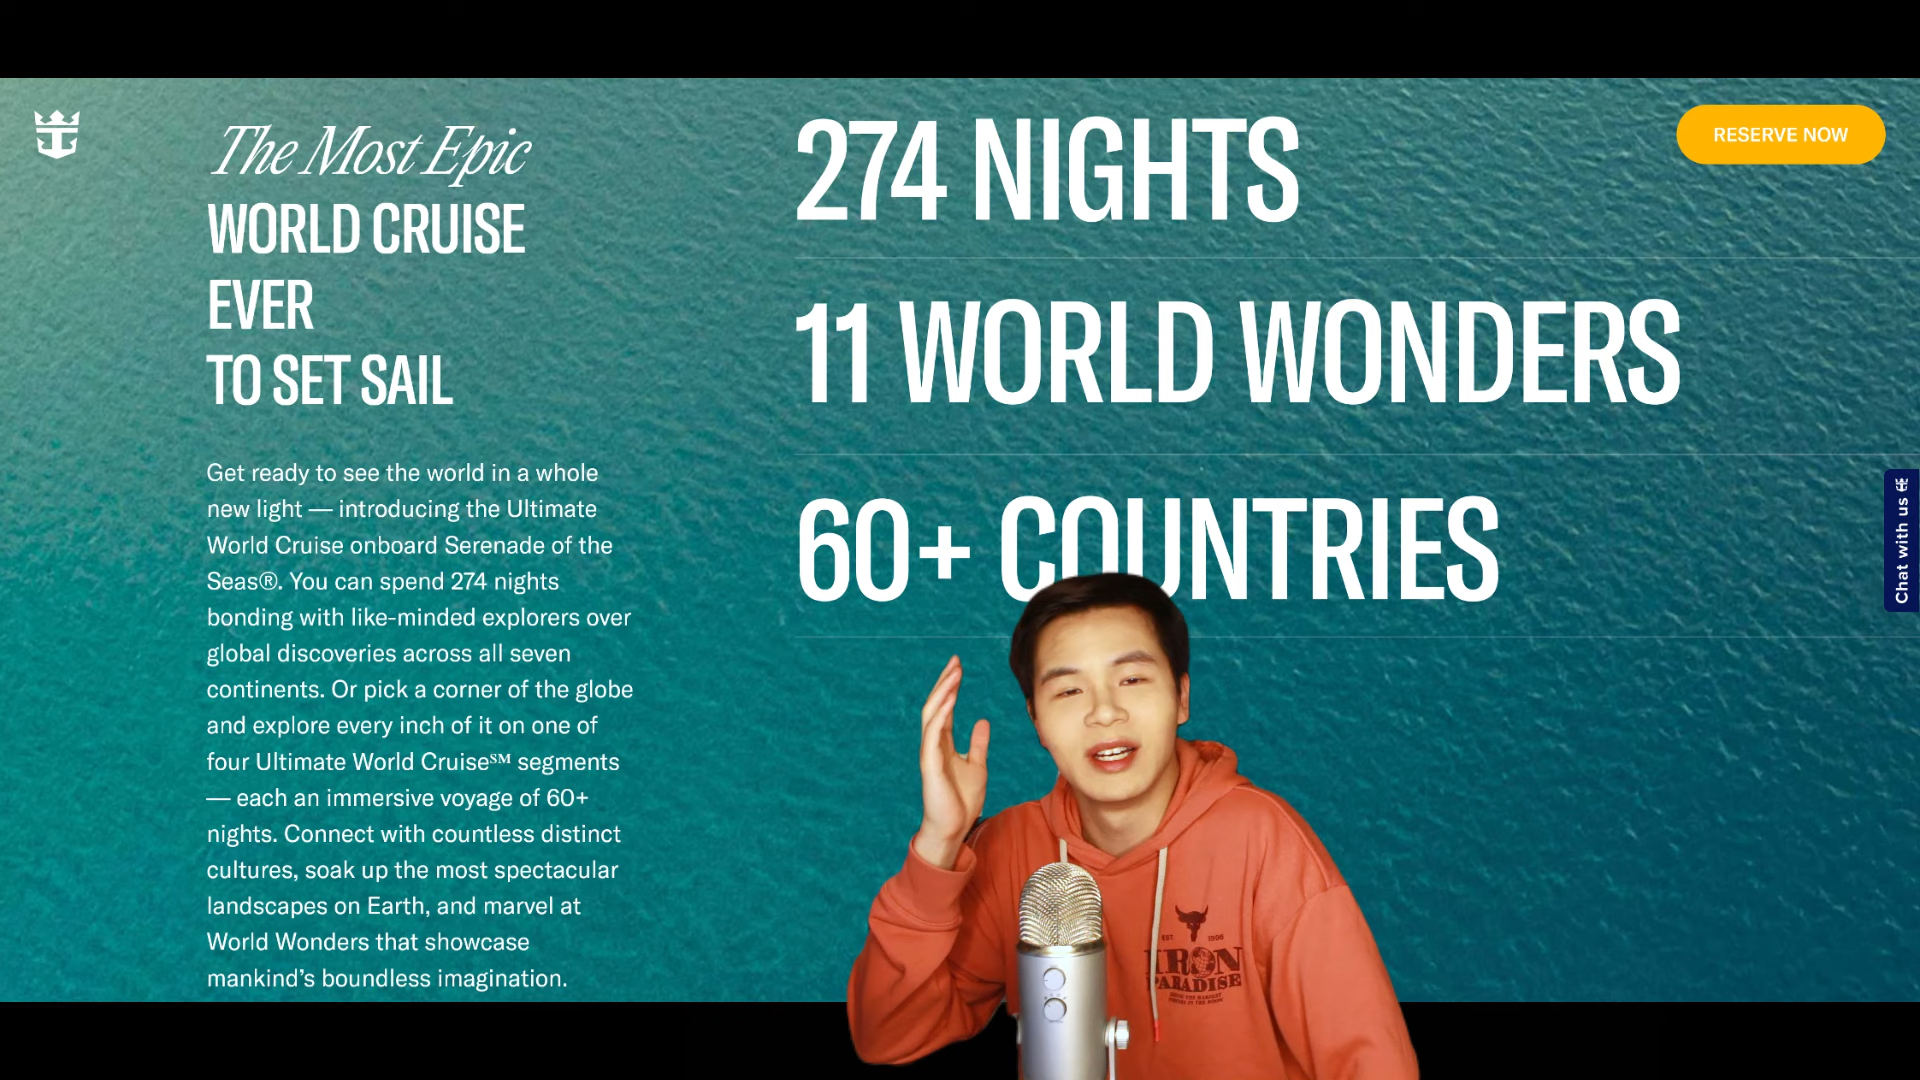 The Most Epic
WORLD CRUISE
EVER
TO SET SAIL
Get ready to see the world in a whole
new light — introducing the Ultimate
World Cruise onboard Serenade of the
Seas®. You can spend 274 nights
bonding with like-minded explorers over
global discoveries across all seven
continents. Or pick a corner of the globe
and explore every inch of it on one of
four Ultimate World Cruise℠ segments
— each an immersive voyage of 60+
nights. Connect with countless distinct
cultures, soak up the most spectacular
landscapes on Earth, and marvel at
World Wonders that showcase
mankind’s boundless imagination.
274 NIGHTS
11 WORLD WONDERS
60+ COUNTRIES
RESERVE NOW
Chat with us
EST. 1996
IRON
PARADISE